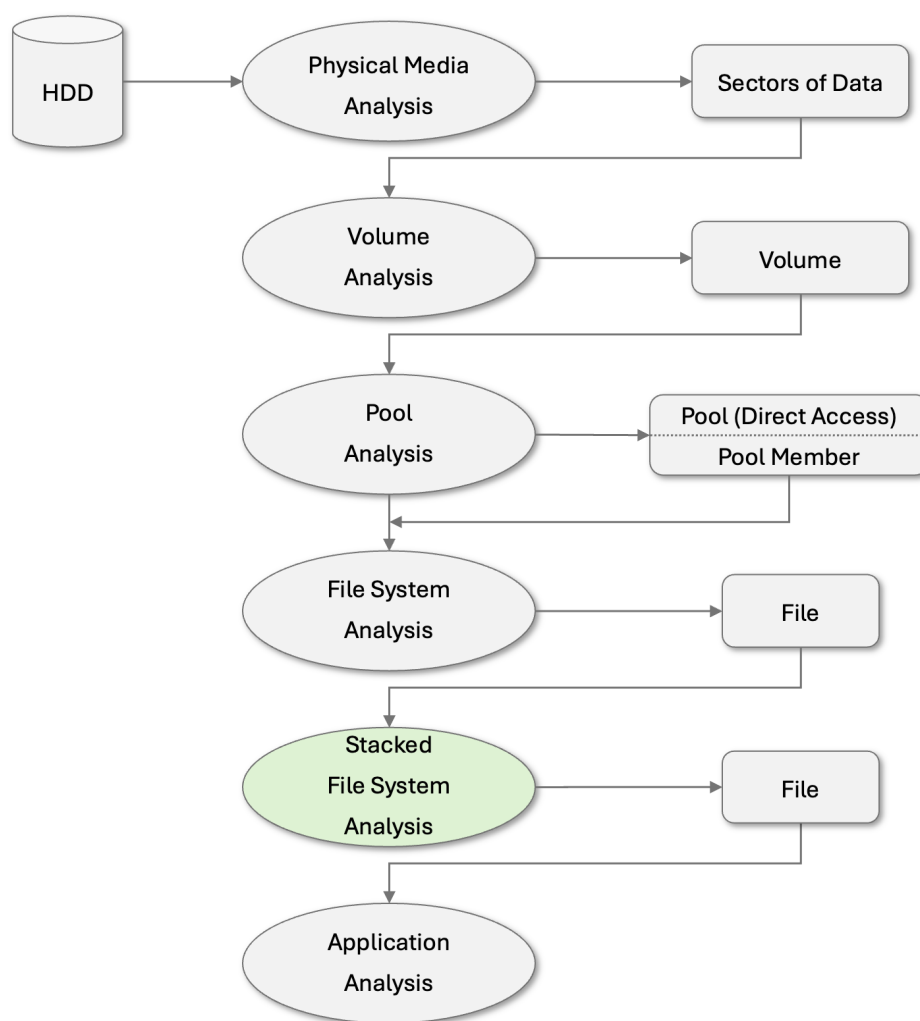 HDD
Physical Media
Analysis
Sectors of Data
Volume
Analysis
Volume
Pool
Analysis
Pool (Direct Access)
Pool Member
File System
Analysis
File
Stacked
File System
Analysis
File
Application
Analysis